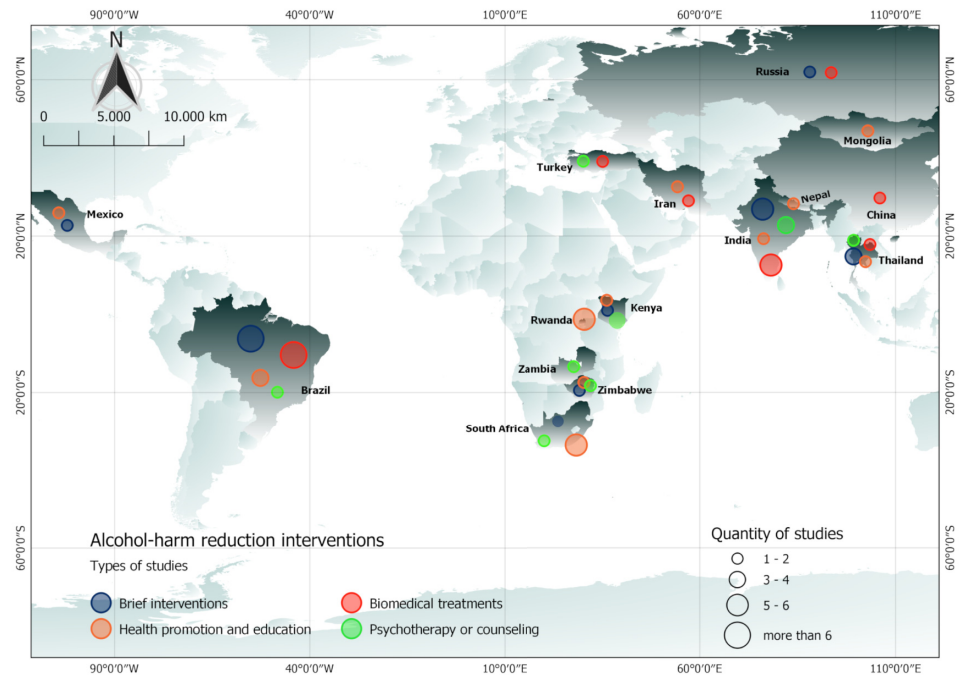 90°0'0"W 40°0'0"W 10°0'0"E 60°0'0"E 110°0'0"E
N
60°0'0"N
60°0'0"N
0 5.000 10.000 km
Russia
Mongolia
Turkey
Nepal
Iran
China
Mexico
20°0'0"N
20°0'0"N
India
Thailand
Kenya
Rwanda
Zambia
Brazil
Zimbabwe
20°0'0"S
20°0'0"S
South Africa
60°0'0"S
60°0'0"S
Alcohol-harm reduction interventions
Types of studies
Brief interventions
Biomedical treatments
Health promotion and education
Psychotherapy or counseling
Quantity of studies
1 - 2
3 - 4
5 - 6
more than 6
90°0'0"W 40°0'0"W 10°0'0"E 60°0'0"E 110°0'0"E